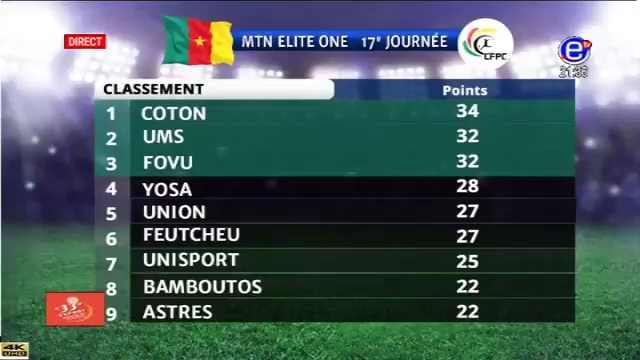 DIRECT
MTN ELITE ONE 17e JOURNÉE
LFPC
21:36
CLASSEMENT Points
1 COTON 34
2 UMS 32
3 FOVU 32
4 YOSA 28
5 UNION 27
6 FEUTCHEU 27
7 UNISPORT 25
8 BAMBOUTOS 22
9 ASTRES 22
33
4K
UHD